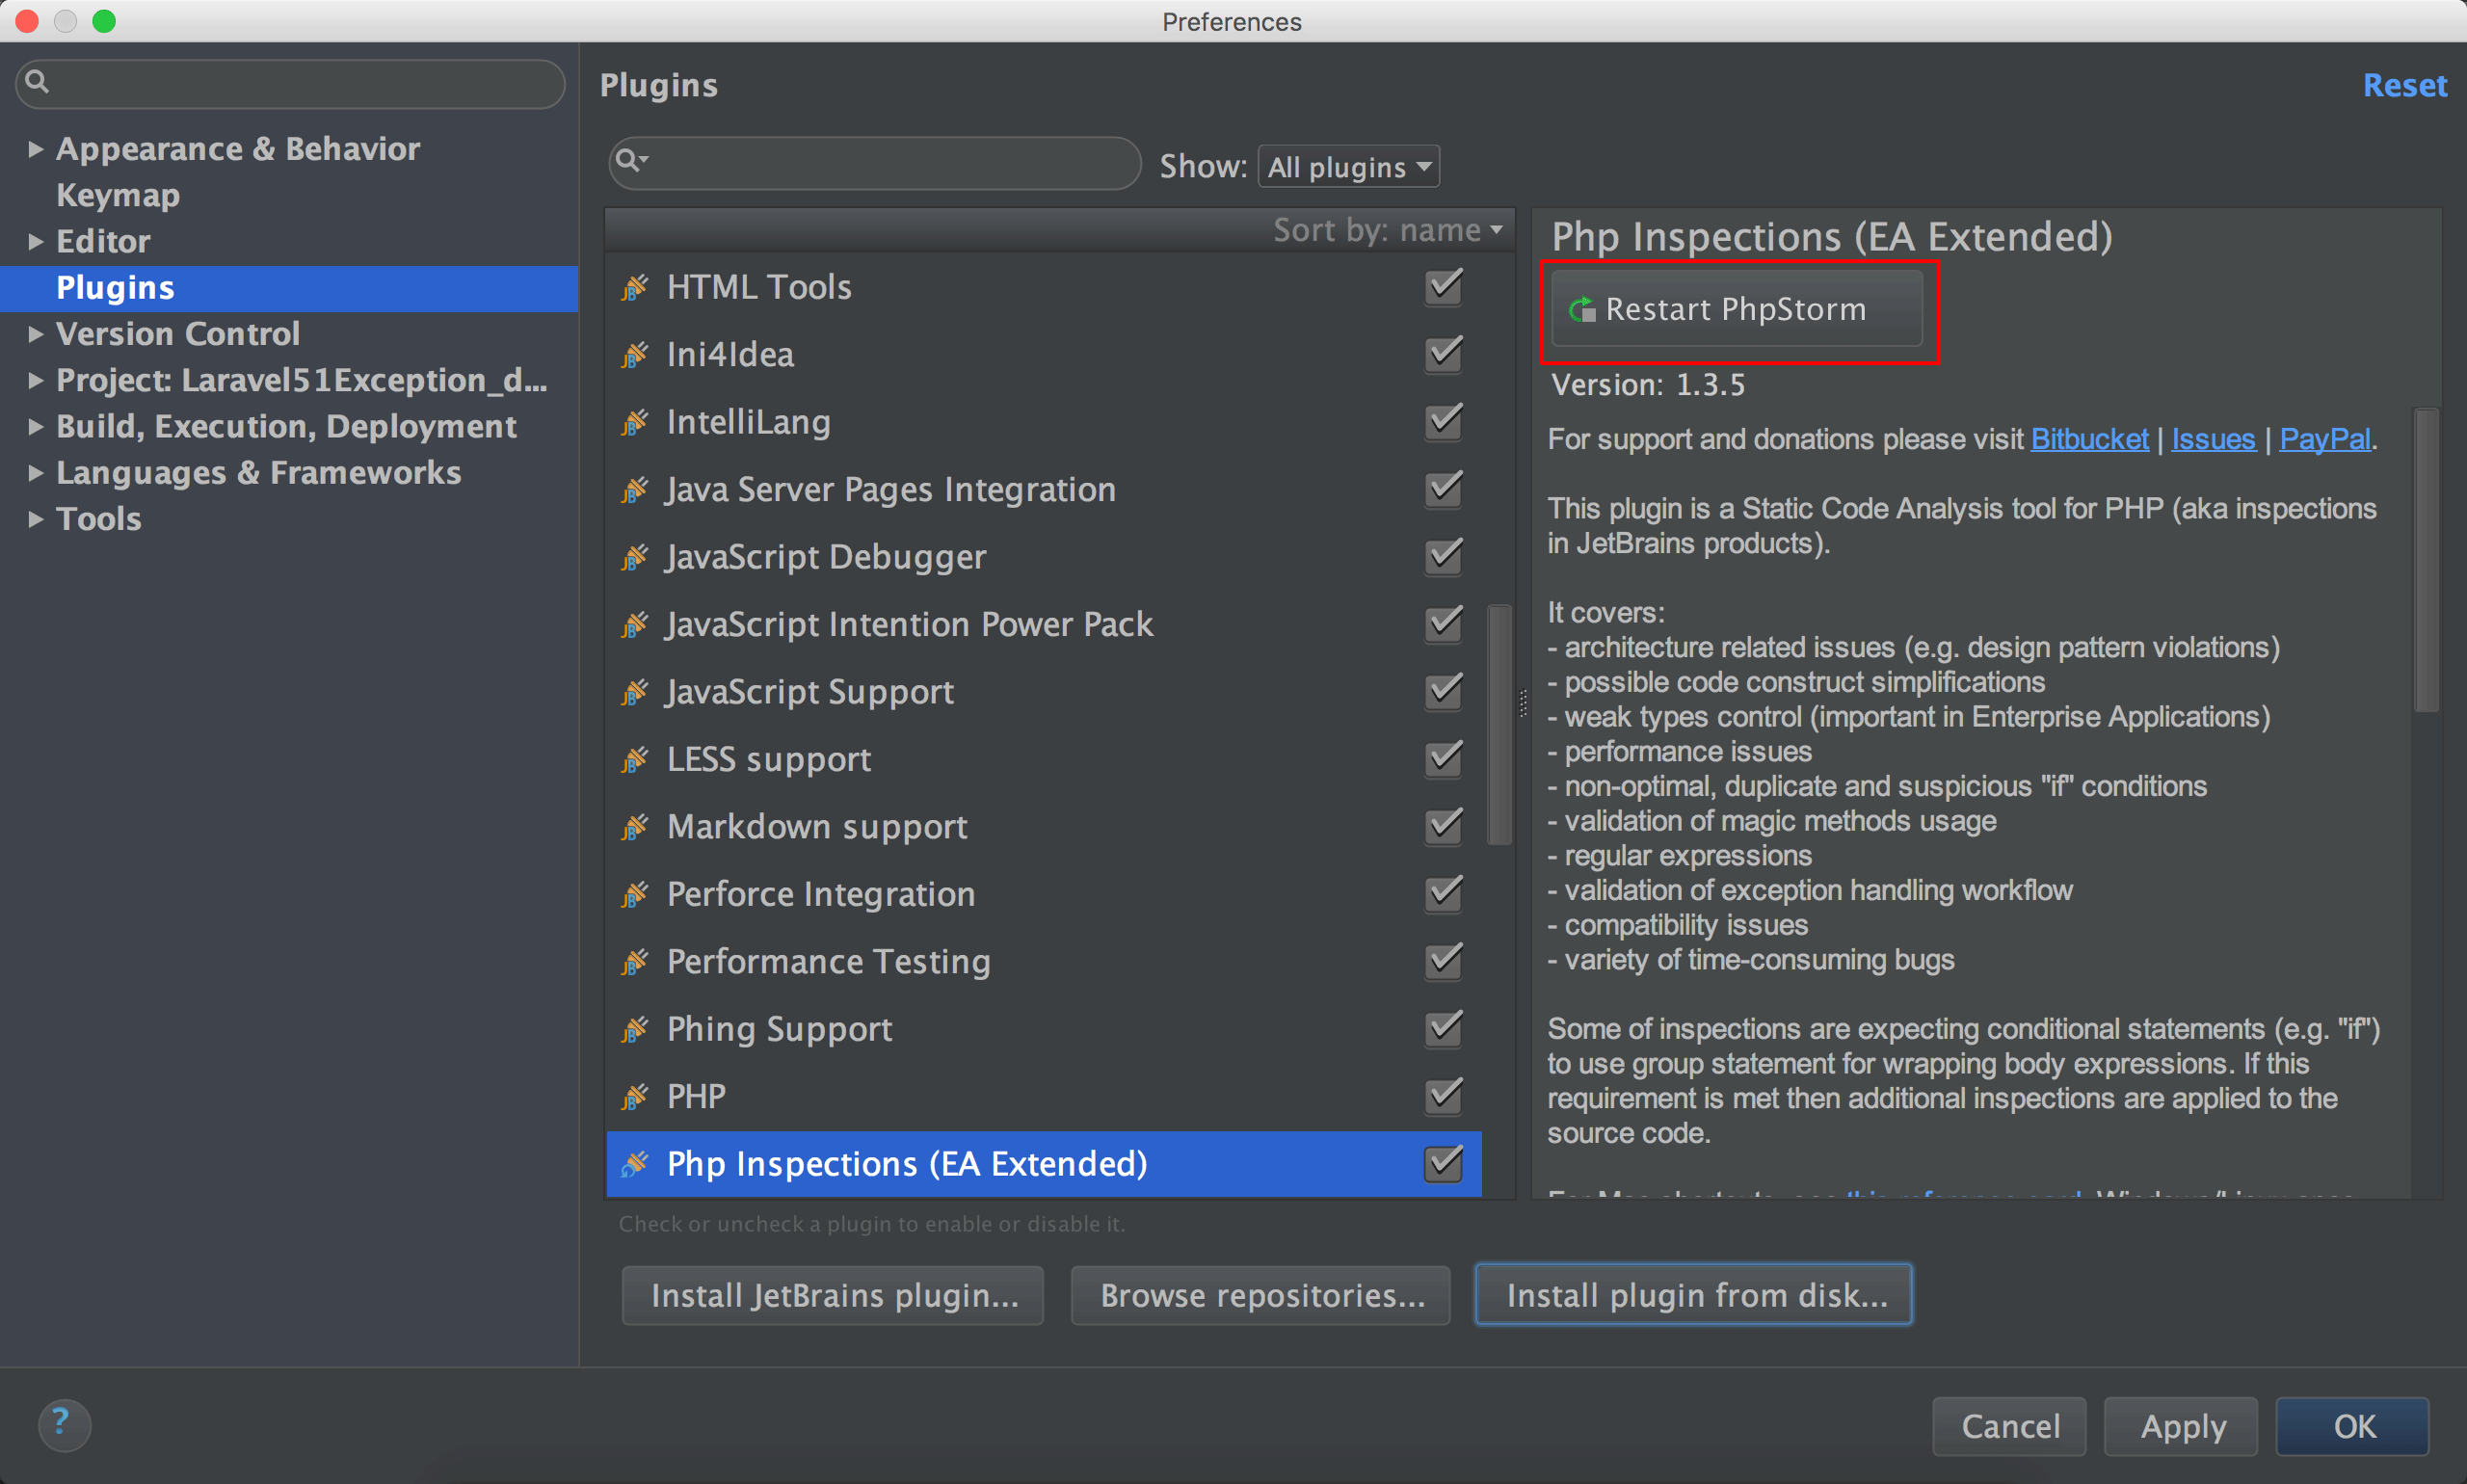 Preferences
Appearance & Behavior
Keymap
Editor
Plugins
Version Control
Project: Laravel51Exception_d...
Build, Execution, Deployment
Languages & Frameworks
Tools
Plugins
Reset
Show: All plugins
Sort by: name
HTML Tools
Ini4Idea
IntelliLang
Java Server Pages Integration
JavaScript Debugger
JavaScript Intention Power Pack
JavaScript Support
LESS support
Markdown support
Perforce Integration
Performance Testing
Phing Support
PHP
Php Inspections (EA Extended)
Check or uncheck a plugin to enable or disable it.
Install JetBrains plugin...
Browse repositories...
Install plugin from disk...
Php Inspections (EA Extended)
Restart PhpStorm
Version: 1.3.5
For support and donations please visit Bitbucket | Issues | PayPal.
This plugin is a Static Code Analysis tool for PHP (aka inspections
in JetBrains products).
It covers:
- architecture related issues (e.g. design pattern violations)
- possible code construct simplifications
- weak types control (important in Enterprise Applications)
- performance issues
- non-optimal, duplicate and suspicious "if" conditions
- validation of magic methods usage
- regular expressions
- validation of exception handling workflow
- compatibility issues
- variety of time-consuming bugs
Some of inspections are expecting conditional statements (e.g. "if")
to use group statement for wrapping body expressions. If this
requirement is met then additional inspections are applied to the
source code.
?
Cancel
Apply
OK